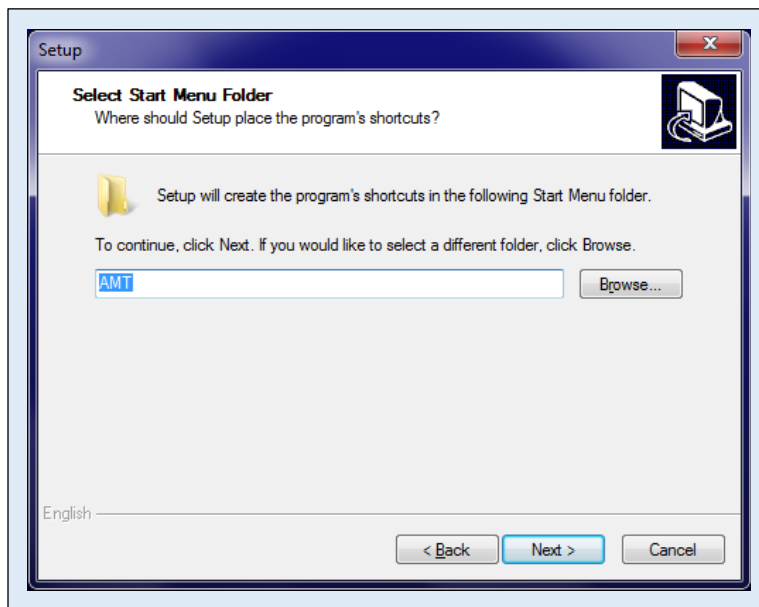 Setup
X
Select Start Menu Folder
Where should Setup place the program's shortcuts?
Setup will create the program's shortcuts in the following Start Menu folder.
To continue, click Next. If you would like to select a different folder, click Browse.
AMT
Browse...
English
< Back
Next >
Cancel